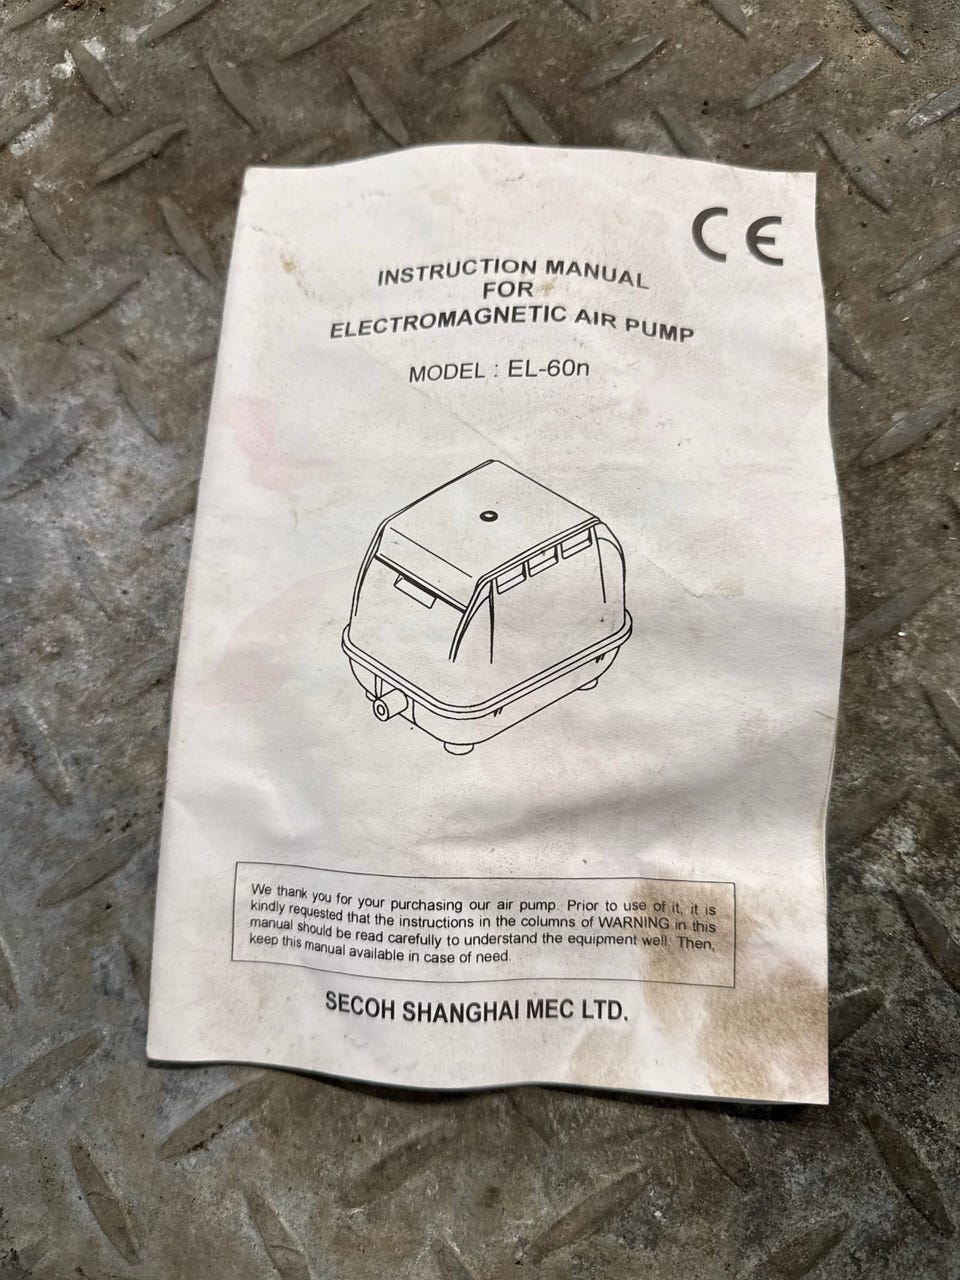 CE
INSTRUCTION MANUAL
FOR
ELECTROMAGNETIC AIR PUMP
MODEL : EL-60n
We thank you for your purchasing our air pump. Prior to use of it, it is
kindly requested that the instructions in the columns of WARNING in this
manual should be read carefully to understand the equipment well. Then,
keep this manual available in case of need.
SECOH SHANGHAI MEC LTD.